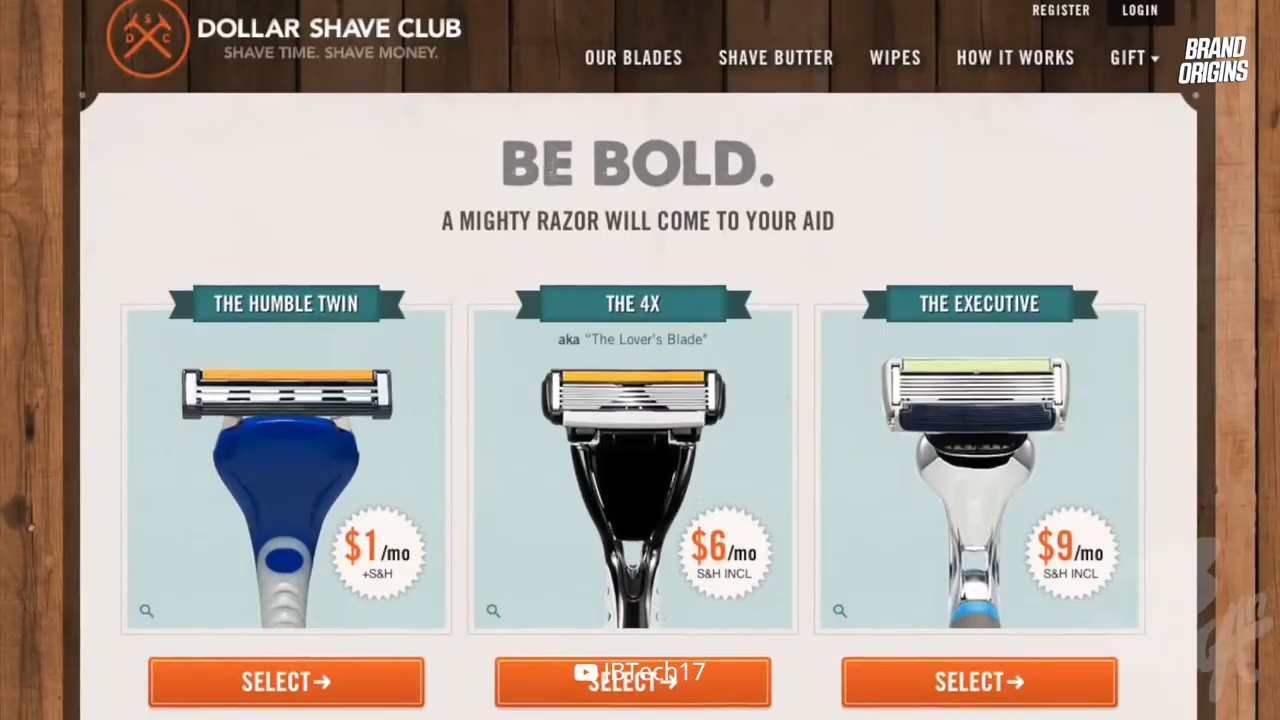 S
D C
DOLLAR SHAVE CLUB
SHAVE TIME. SHAVE MONEY.
REGISTER
LOGIN
OUR BLADES
SHAVE BUTTER
WIPES
HOW IT WORKS
GIFT
BRAND
ORIGINS
BE BOLD.
A MIGHTY RAZOR WILL COME TO YOUR AID
THE HUMBLE TWIN
$1/mo
+S&H
SELECT→
THE 4X
aka "The Lover's Blade"
$6/mo
S&H INCL
SELECT→
JBTech17
THE EXECUTIVE
$9/mo
S&H INCL
SELECT→